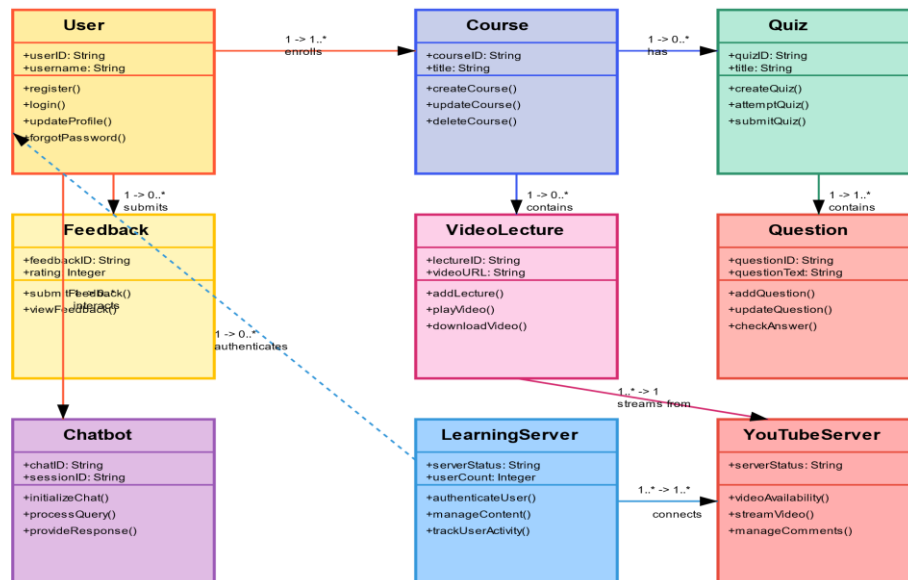 User
+userID: String
+username: String
+register()
+login()
+updateProfile()
+forgotPassword()
1 -> 1..*
enrolls
Course
+courseID: String
+title: String
+createCourse()
+updateCourse()
+deleteCourse()
1 -> 0..*
has
Quiz
+quizID: String
+title: String
+createQuiz()
+attemptQuiz()
+submitQuiz()
1 -> 0..*
submits
1 -> 0..*
contains
1 -> 1..*
contains
Feedback
+feedbackID: String
+rating: Integer
+submitFeedback()
+viewFeedback()
1 -> 0..*
interacts
1 -> 0..*
authenticates
VideoLecture
+lectureID: String
+videoURL: String
+addLecture()
+playVideo()
+downloadVideo()
Question
+questionID: String
+questionText: String
+addQuestion()
+updateQuestion()
+checkAnswer()
1..* -> 1
streams from
Chatbot
+chatID: String
+sessionID: String
+initializeChat()
+processQuery()
+provideResponse()
LearningServer
+serverStatus: String
+userCount: Integer
+authenticateUser()
+manageContent()
+trackUserActivity()
1..* -> 1..*
connects
YouTubeServer
+serverStatus: String
+videoAvailability()
+streamVideo()
+manageComments()